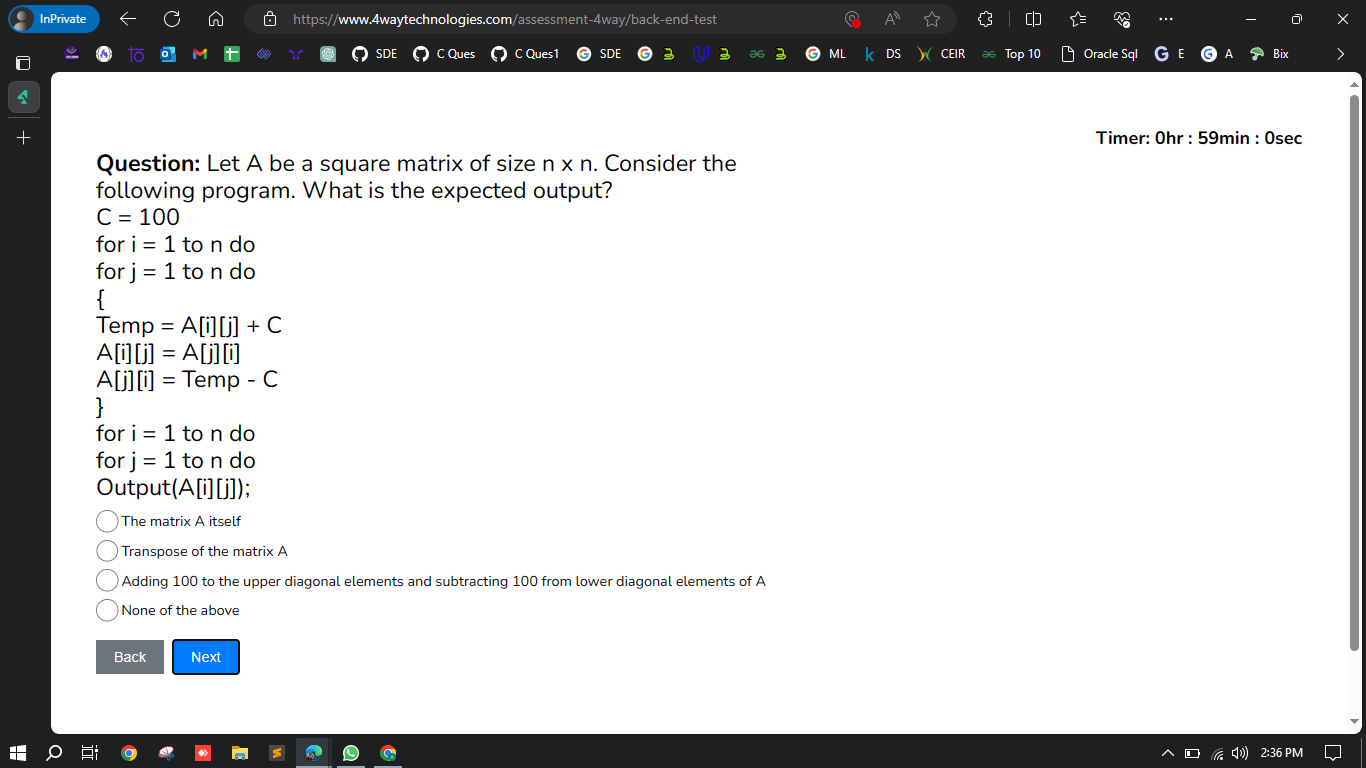 InPrivate
https://www.4waytechnologies.com/assessment-4way/back-end-test
SDE
C Ques
C Ques1
SDE
ML
DS
CEIR
Top 10
Oracle Sql
E
A
Bix
Timer: 0hr : 59min : 0sec
Question: Let A be a square matrix of size n x n. Consider the
following program. What is the expected output?
C = 100
for i = 1 to n do
for j = 1 to n do
{
Temp = A[i][j] + C
A[i][j] = A[j][i]
A[j][i] = Temp - C
}
for i = 1 to n do
for j = 1 to n do
Output(A[i][j]);
The matrix A itself
Transpose of the matrix A
Adding 100 to the upper diagonal elements and subtracting 100 from lower diagonal elements of A
None of the above
Back
Next
2:36 PM